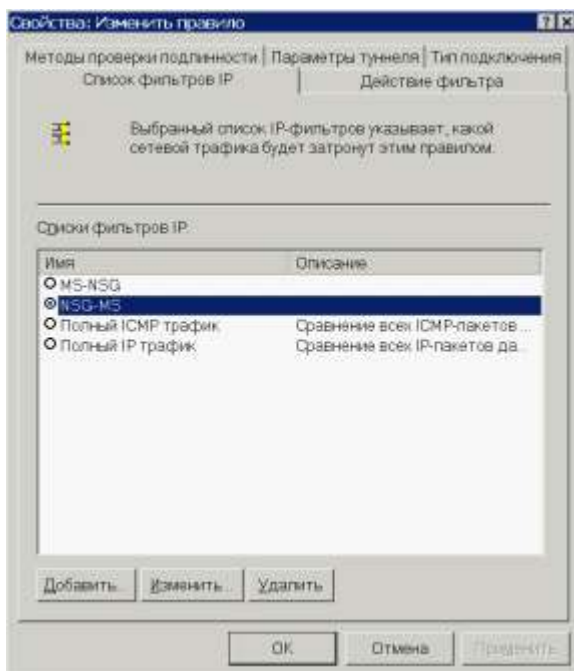 Свойства: Изменить правило
Методы проверки подлинности Параметры туннеля Тип подключения
Список фильтров IP Действие фильтра
Выбранный список IP-фильтров указывает, какой
сетевой трафика будет затронут этим правилом.
Списки фильтров IP:
Имя Описание
MS-NSG
NSG-MS
Полный ICMP трафик Сравнение всех ICMP-пакетов ...
Полный IP трафик Сравнение всех IP-пакетов да...
Добавить... Изменить... Удалить
OK Отмена Применить